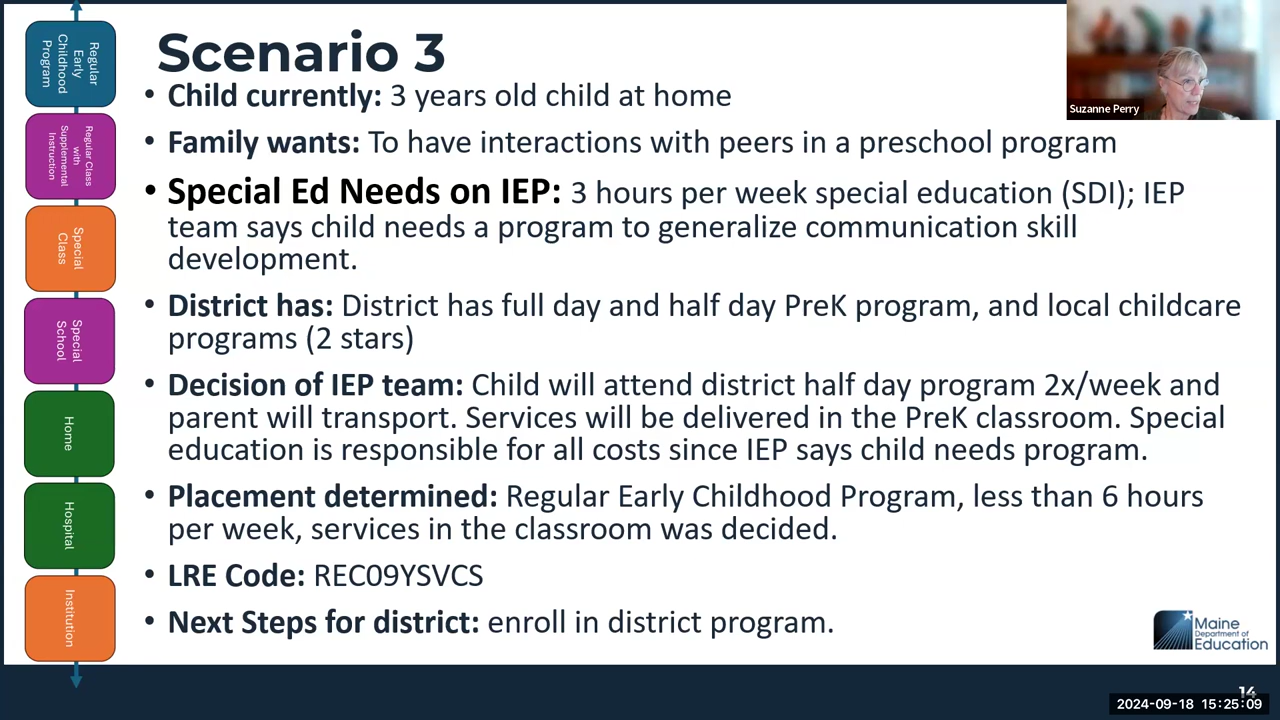 Scenario 3
• Child currently: 3 years old child at home
• Family wants: To have interactions with peers in a preschool program
• Special Ed Needs on IEP: 3 hours per week special education (SDI); IEP
team says child needs a program to generalize communication skill
development.
• District has: District has full day and half day PreK program, and local childcare
programs (2 stars)
• Decision of IEP team: Child will attend district half day program 2x/week and
parent will transport. Services will be delivered in the PreK classroom. Special
education is responsible for all costs since IEP says child needs program.
• Placement determined: Regular Early Childhood Program, less than 6 hours
per week, services in the classroom was decided.
• LRE Code: REC09YSVCS
• Next Steps for district: enroll in district program.
Regular
Early
Childhood
Program
Regular Class
with
Supplemental
Instruction
Special
Class
Special
School
Home
Hospital
Institution
Suzanne Perry
Maine
Department of
Education
14
2024-09-18 15:25:09